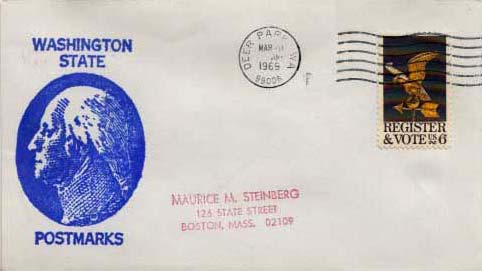 WASHINGTON
STATE
POSTMARKS
DEER PARK, WA
MAR
1969
99006
REGISTER
& VOTE U.S. 6
MAURICE M. STEINBERG
126 STATE STREET
BOSTON, MASS. 02109